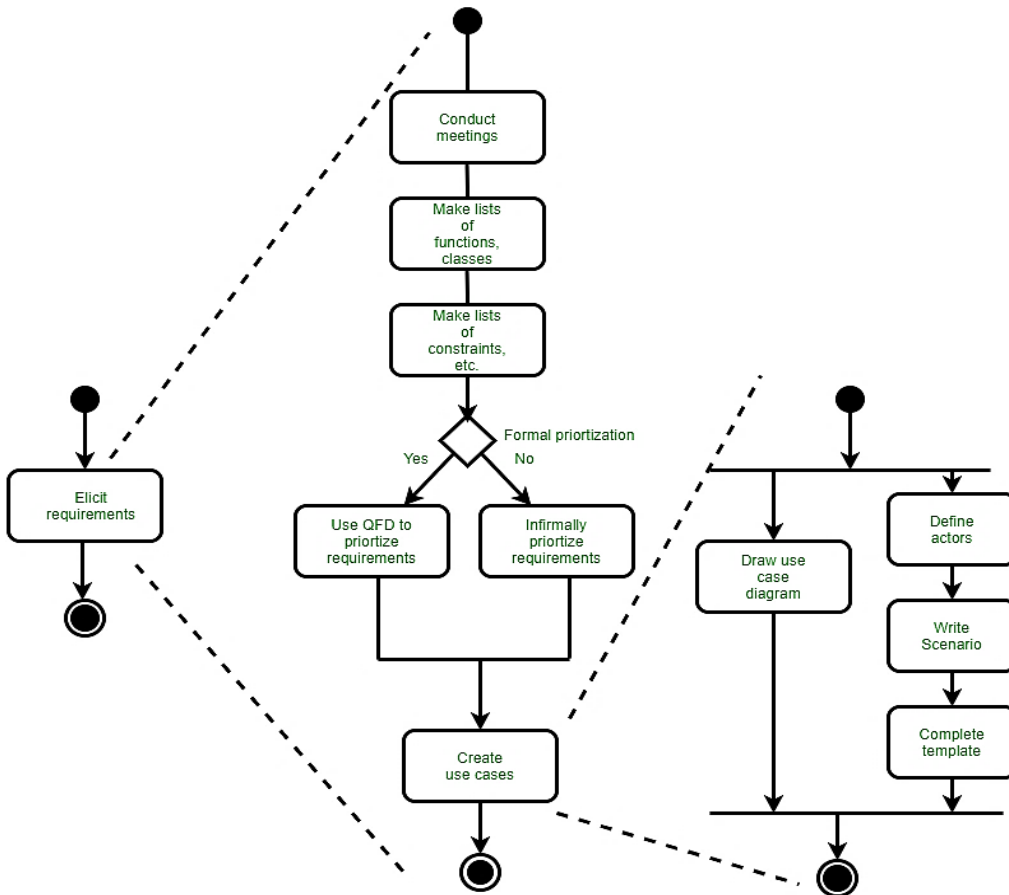 Conduct
meetings
Make lists
of
functions,
classes
Make lists
of
constraints,
etc.
Formal priortization
Yes
No
Elicit
requirements
Use QFD to
priortize
requirements
Infirmally
priortize
requirements
Create
use cases
Draw use
case
diagram
Define
actors
Write
Scenario
Complete
template